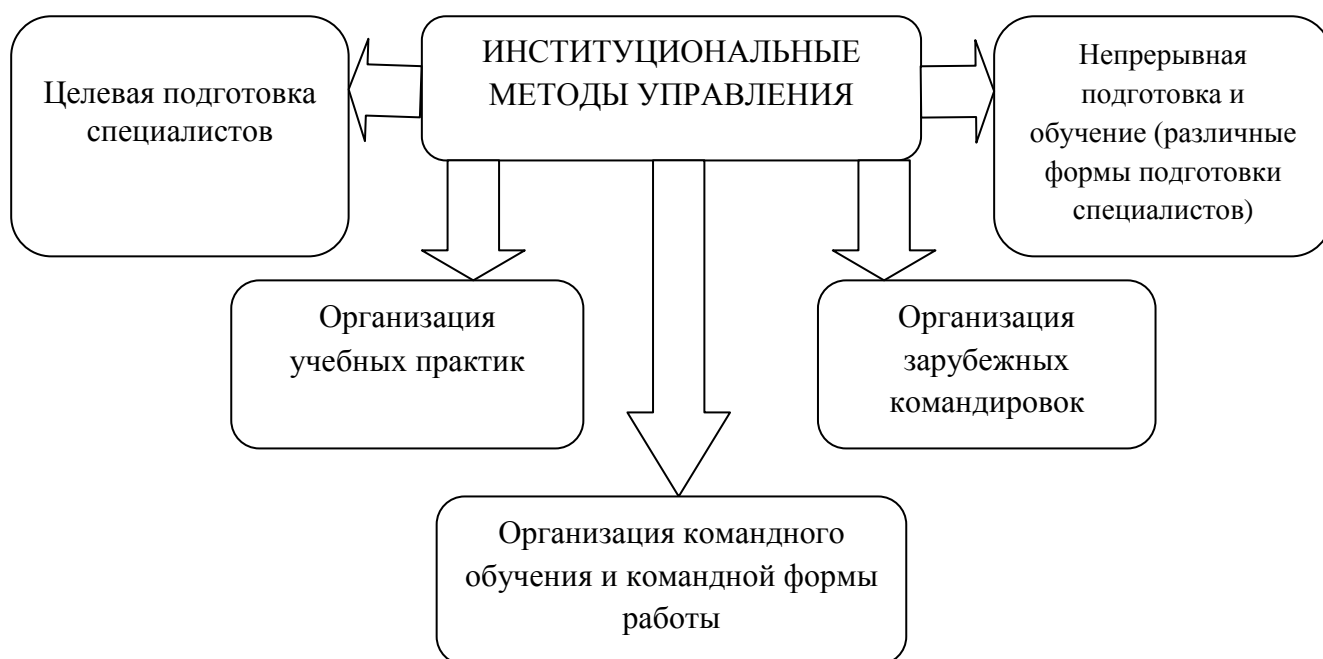 ИНСТИТУЦИОНАЛЬНЫЕ
МЕТОДЫ УПРАВЛЕНИЯ
Целевая подготовка
специалистов
Непрерывная
подготовка и
обучение (различные
формы подготовки
специалистов)
Организация
учебных практик
Организация
зарубежных
командировок
Организация командного
обучения и командной формы
работы